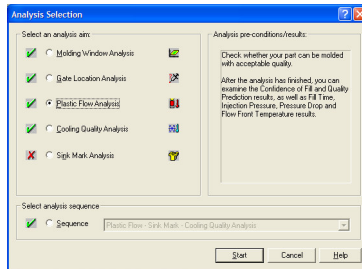 Analysis Selection
Select an analysis aim:
Molding Window Analysis
Gate Location Analysis
Plastic Flow Analysis
Cooling Quality Analysis
Sink Mark Analysis
Analysis pre-conditions/results:
Check whether your part can be molded
with acceptable quality.
After the analysis has finished, you can
examine the Confidence of Fill and Quality
Prediction results, as well as Fill Time,
Injection Pressure, Pressure Drop and
Flow Front Temperature results.
Select analysis sequence
Sequence
Plastic Flow - Sink Mark - Cooling Quality Analysis
Start Cancel Help